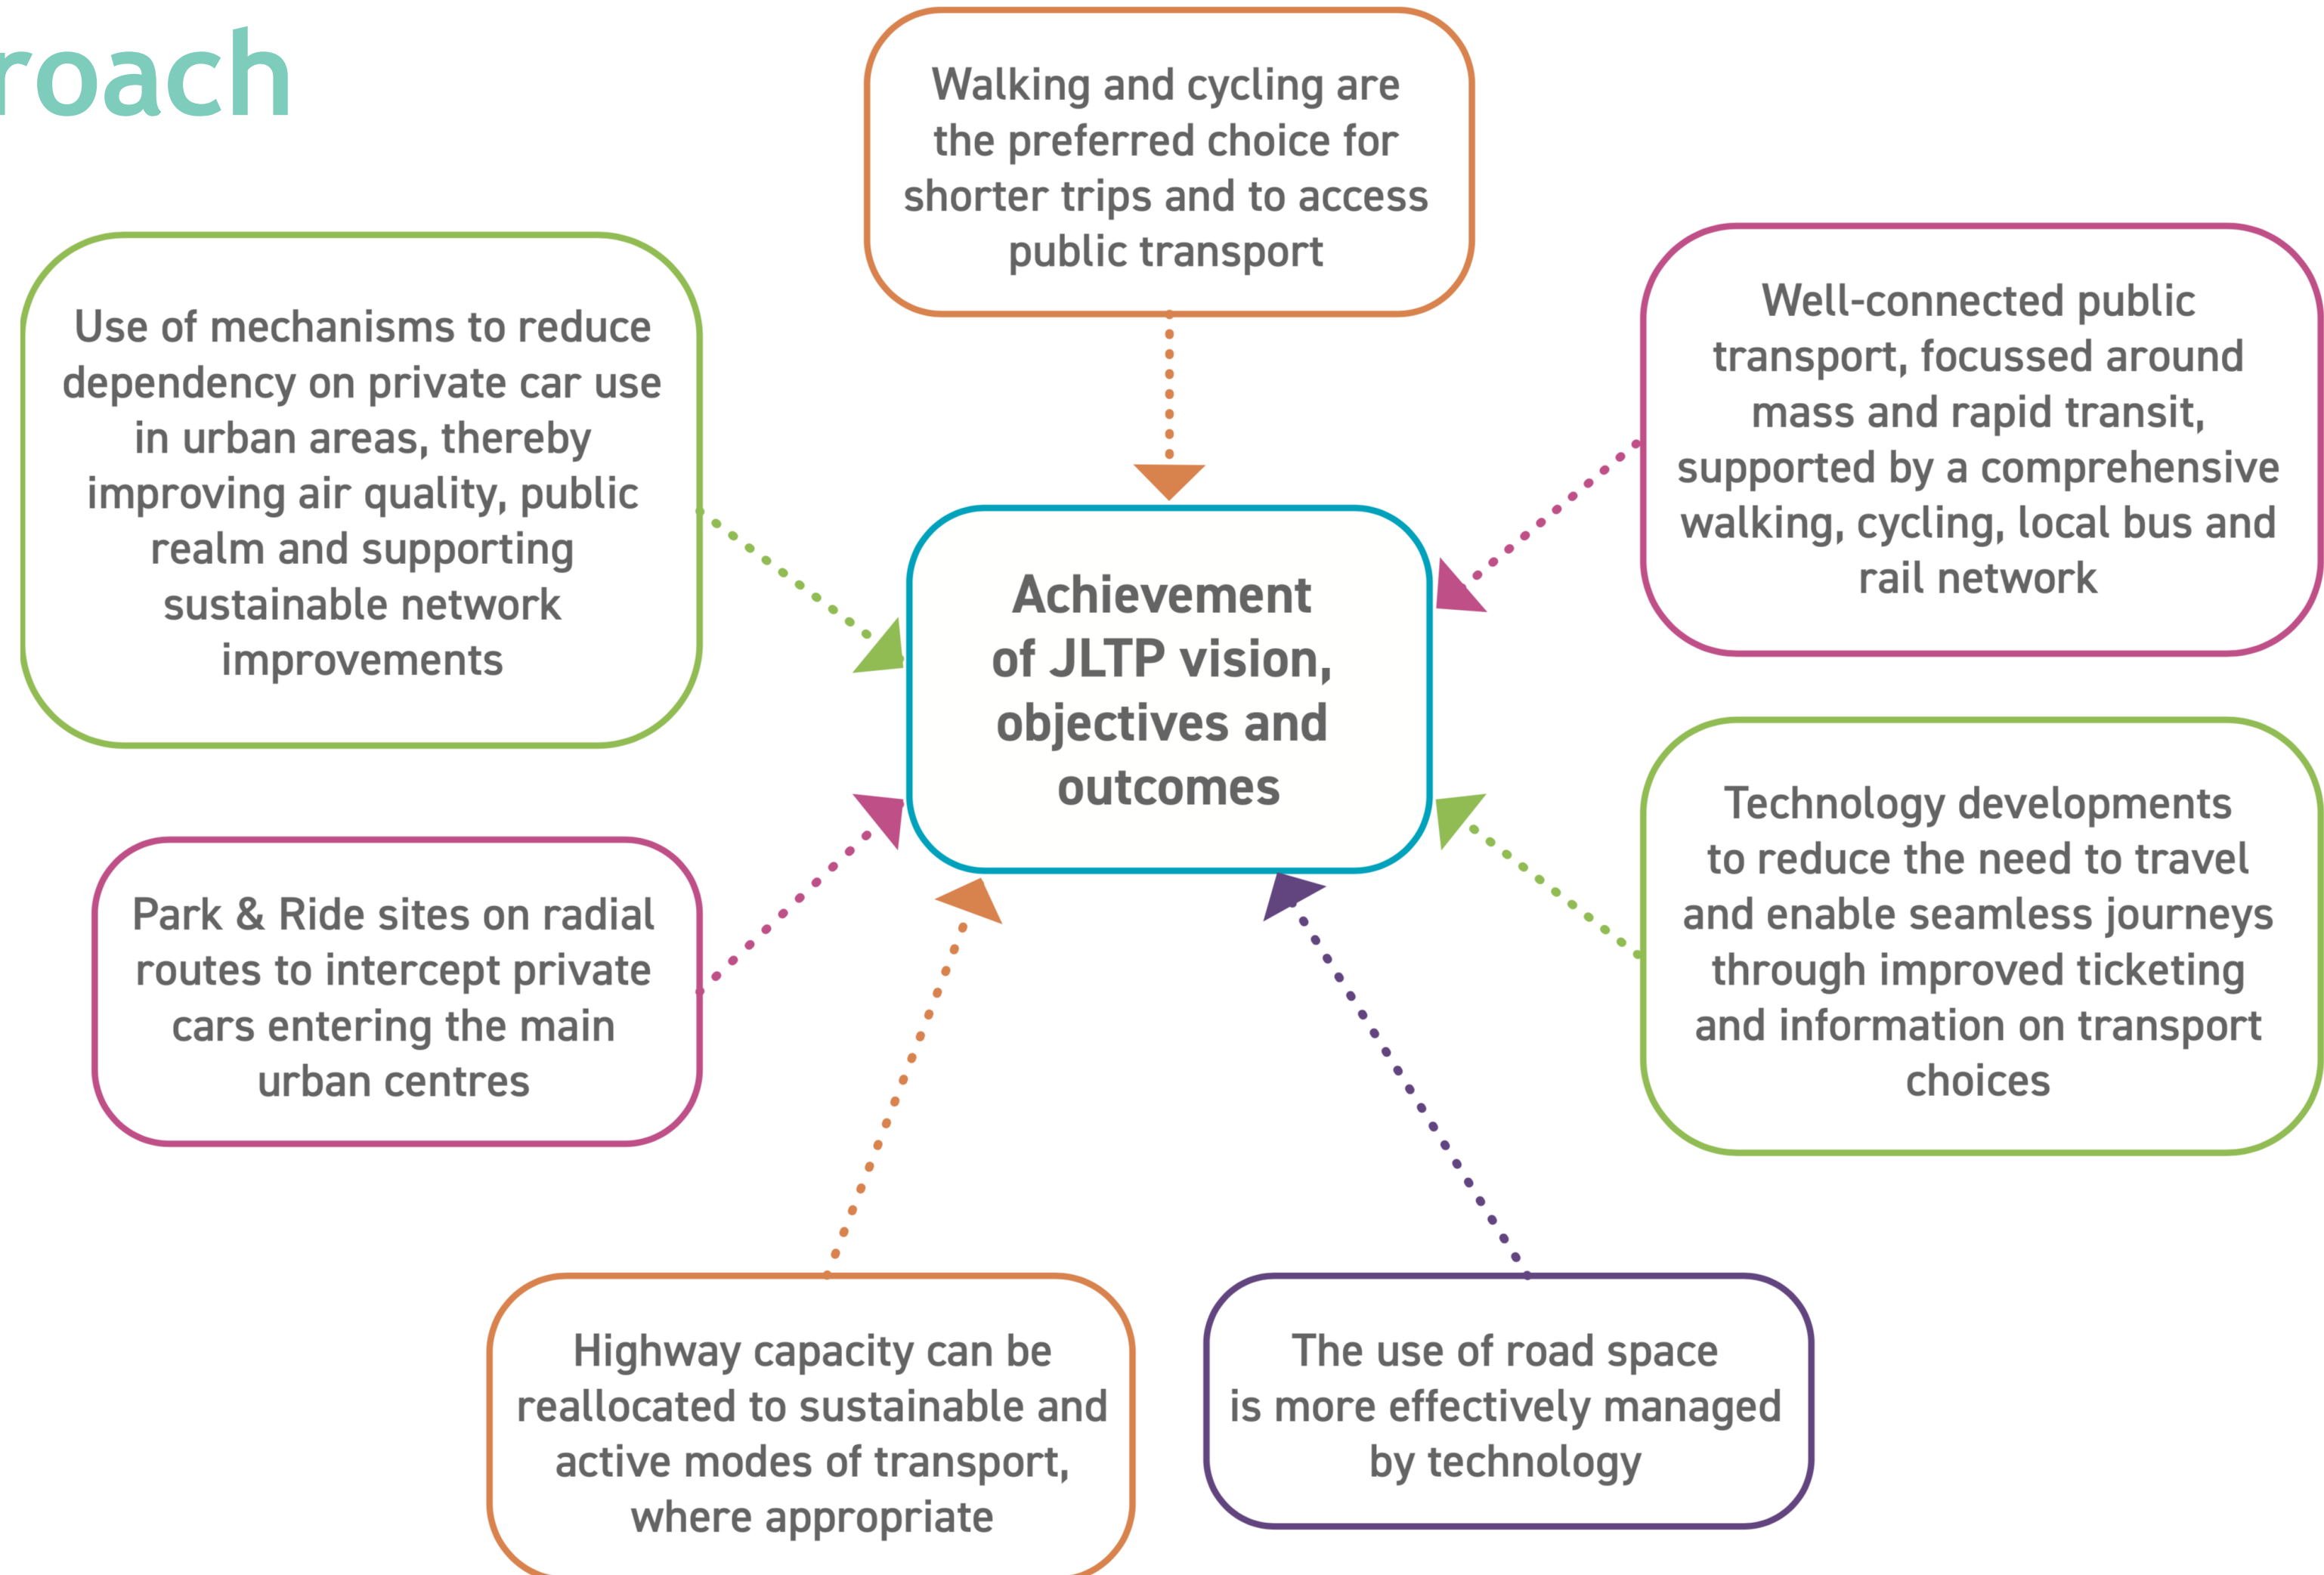 roach
Walking and cycling are
the preferred choice for
shorter trips and to access
public transport
Use of mechanisms to reduce
dependency on private car use
in urban areas, thereby
improving air quality, public
realm and supporting
sustainable network
improvements
Well-connected public
transport, focussed around
mass and rapid transit,
supported by a comprehensive
walking, cycling, local bus and
rail network
Achievement
of JLTP vision,
objectives and
outcomes
Park & Ride sites on radial
routes to intercept private
cars entering the main
urban centres
Technology developments
to reduce the need to travel
and enable seamless journeys
through improved ticketing
and information on transport
choices
Highway capacity can be
reallocated to sustainable and
active modes of transport,
where appropriate
The use of road space
is more effectively managed
by technology